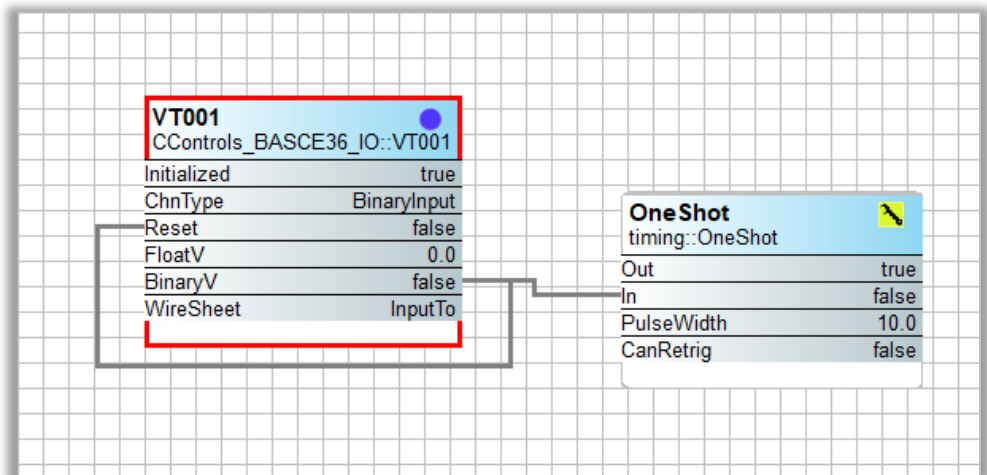 VT001
CControls_BASCE36_IO::VT001
Initialized true
ChnType BinaryInput
Reset false
FloatV 0.0
BinaryV false
WireSheet InputTo
OneShot
timing::OneShot
Out true
In false
PulseWidth 10.0
CanRetrig false